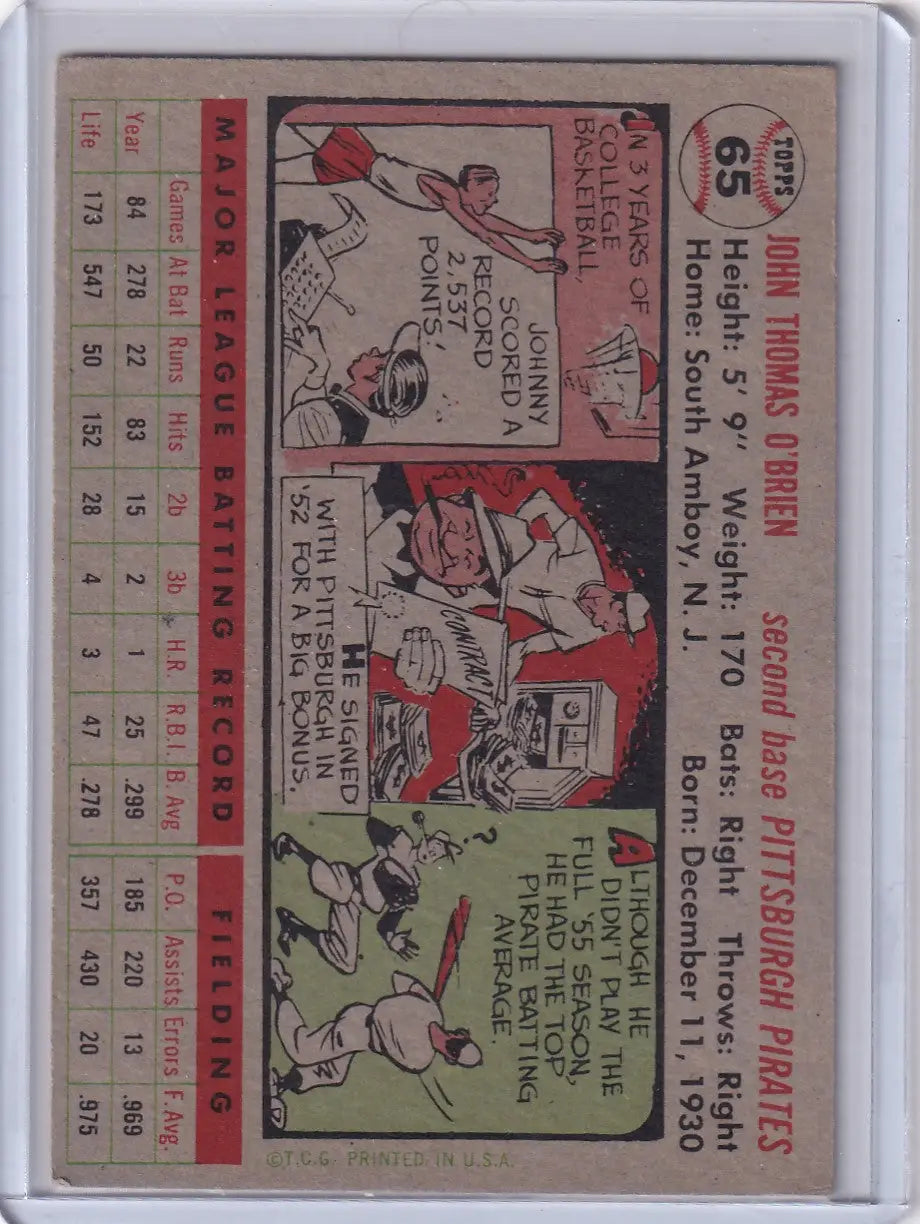 TOPPS
65
JOHN THOMAS O'BRIEN second base PITTSBURGH PIRATES
Height: 5' 9" Weight: 170 Bats: Right Throws: Right
Home: South Amboy, N. J. Born: December 11, 1930
IN 3 YEARS OF
COLLEGE
BASKETBALL,
JOHNNY
SCORED A
RECORD
2,537
POINTS!
CONTRACT
HE SIGNED
WITH PITTSBURGH IN
'52 FOR A BIG BONUS.
ALTHOUGH HE
DIDN'T PLAY THE
FULL '55 SEASON,
HE HAD THE TOP
PIRATE BATTING
AVERAGE.
?
©T.C.G. PRINTED IN U.S.A.
MAJOR LEAGUE BATTING RECORD FIELDING
Games At Bat Runs Hits 2b 3b H.R. R.B.I. B. Avg P.O. Assists Errors F. Avg.
Year 84 278 22 83 15 2 1 25 .299 185 220 13 .969
Life 173 547 50 152 28 4 3 47 .278 357 430 20 .975